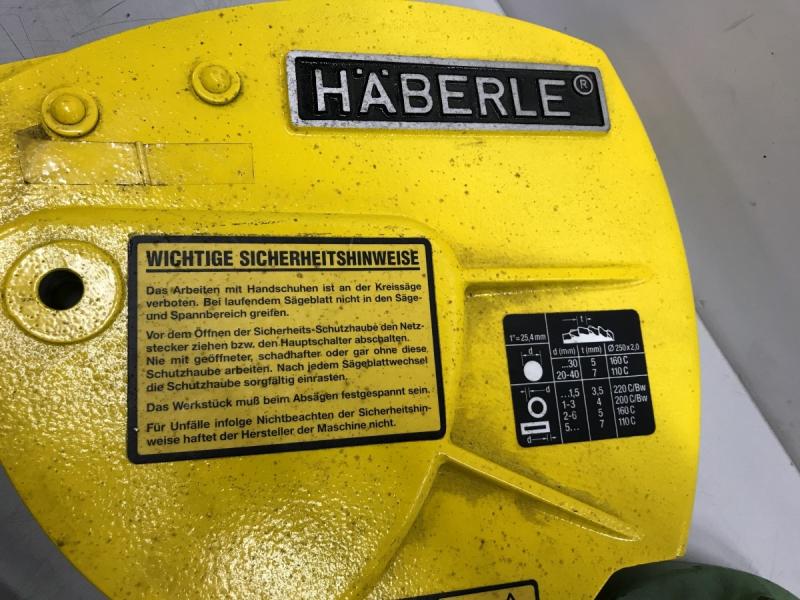 HÄBERLE®
WICHTIGE SICHERHEITSHINWEISE
Das Arbeiten mit Handschuhen ist an der Kreissäge
verboten. Bei laufendem Sägeblatt nicht in den Säge-
und Spannbereich greifen.
Vor dem Öffnen der Sicherheits-Schutzhaube den Netz-
stecker ziehen bzw. den Hauptschalter abschalten.
Nie mit geöffneter, schadhafter oder gar ohne diese
Schutzhaube arbeiten. Nach jedem Sägeblattwechsel
die Schutzhaube sorgfältig einrasten.
Das Werkstück muß beim Absägen festgespannt sein.
Für Unfälle infolge Nichtbeachten der Sicherheitshin-
weise haftet der Hersteller der Maschine nicht.
t
1"=25,4mm
d (mm) t (mm) Ø 250x2,0
d
...30 5 160 C
20-40 7 110 C
d
...1,5 3,5 220 C/Bw
1-3 4 200 C/Bw
2-6 5 160 C
5... 7 110 C
d